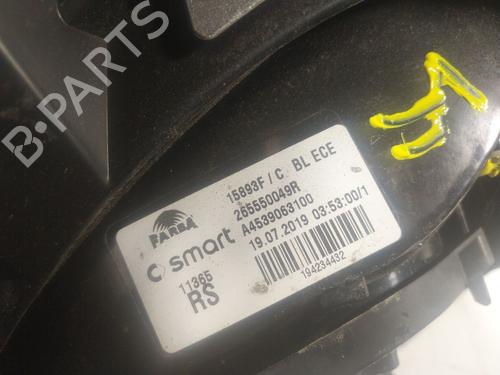 B-PARTS
15893F/C BL ECE
265550049R
FARBA
smart A4539063100
19.07.2019 03:53:00/1
11365
RS
194234432